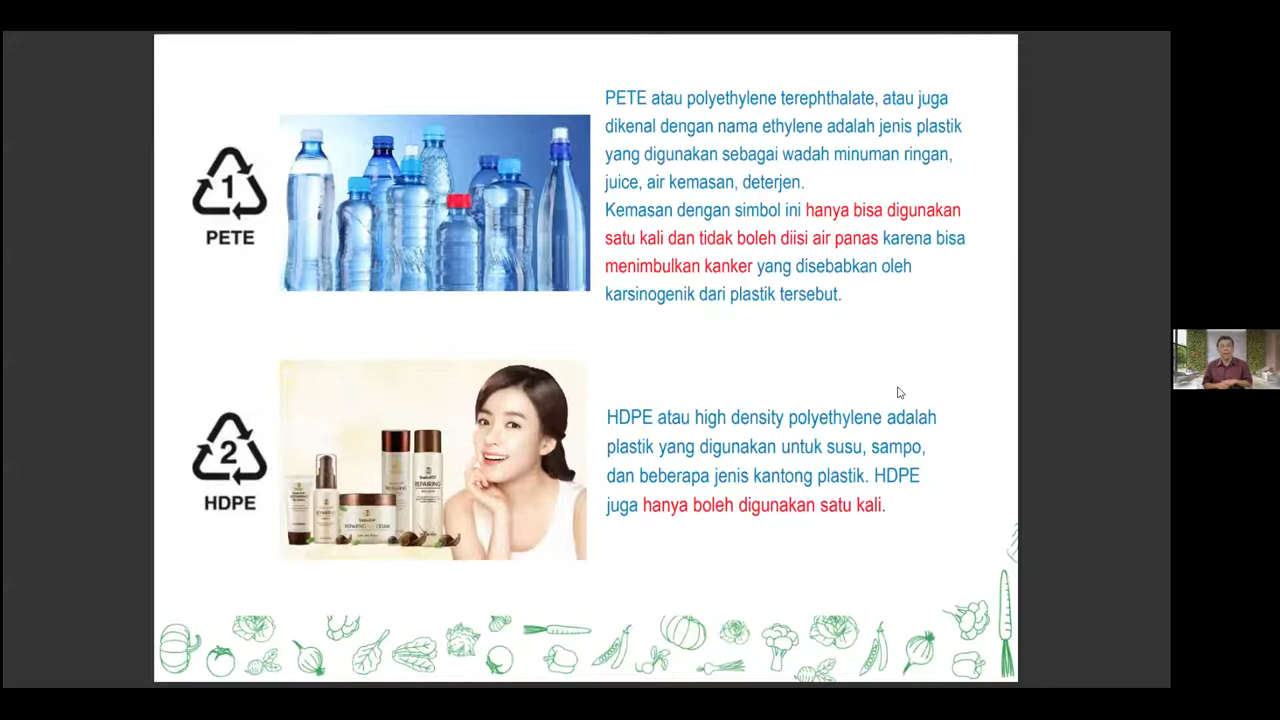 PETE atau polyethylene terephthalate, atau juga
dikenal dengan nama ethylene adalah jenis plastik
yang digunakan sebagai wadah minuman ringan,
juice, air kemasan, deterjen.
Kemasan dengan simbol ini hanya bisa digunakan
satu kali dan tidak boleh diisi air panas karena bisa
menimbulkan kanker yang disebabkan oleh
karsinogenik dari plastik tersebut.
1
PETE
HDPE atau high density polyethylene adalah
plastik yang digunakan untuk susu, sampo,
dan beberapa jenis kantong plastik. HDPE
juga hanya boleh digunakan satu kali.
2
HDPE
REPAIRING